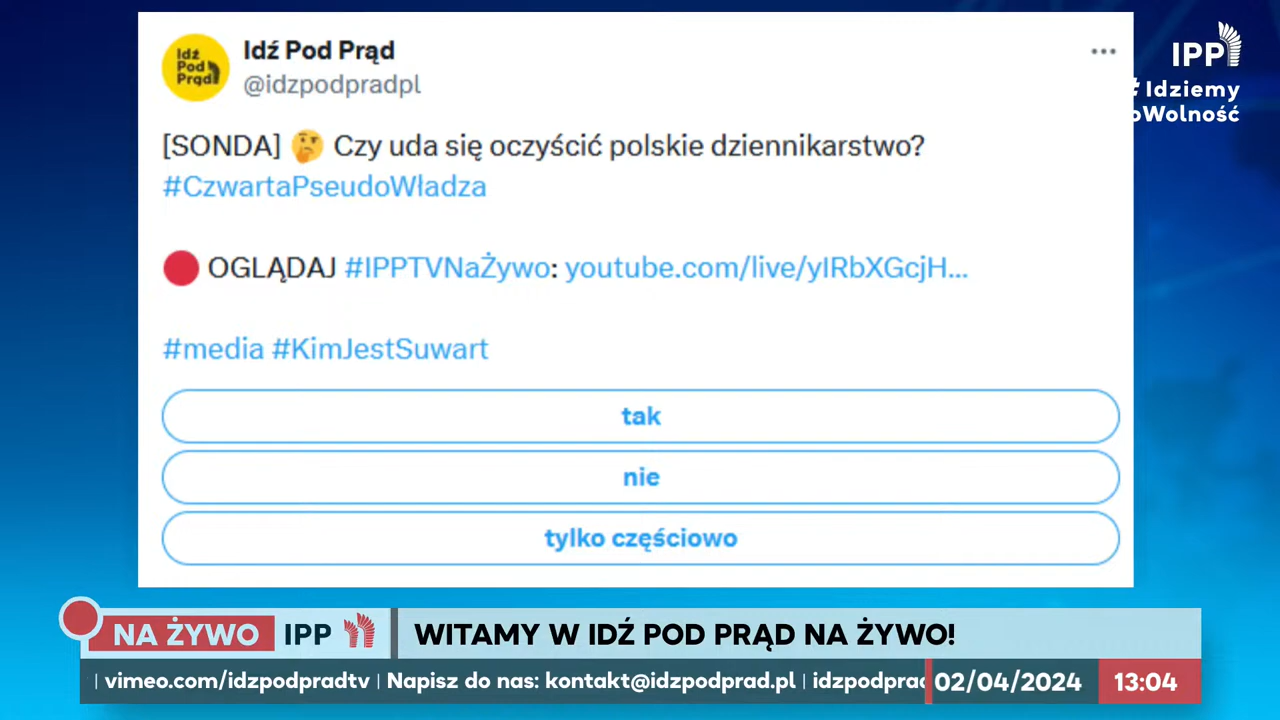 Idź Pod Prąd
Idź Pod Prąd
@idzpodpradpl
IPP
# Idziemy
oWolność
[SONDA] 🤔 Czy uda się oczyścić polskie dziennikarstwo?
#CzwartaPseudoWładza
🔴 OGLĄDAJ #IPPTVNaŻywo: youtube.com/live/yIRbXGcjH...
#media #KimJestSuwart
tak
nie
tylko częściowo
NA ŻYWO IPP WITAMY W IDŹ POD PRĄD NA ŻYWO!
| vimeo.com/idzpodpradtv | Napisz do nas: kontakt@idzpodprad.pl | idzpodprad 02/04/2024 13:04